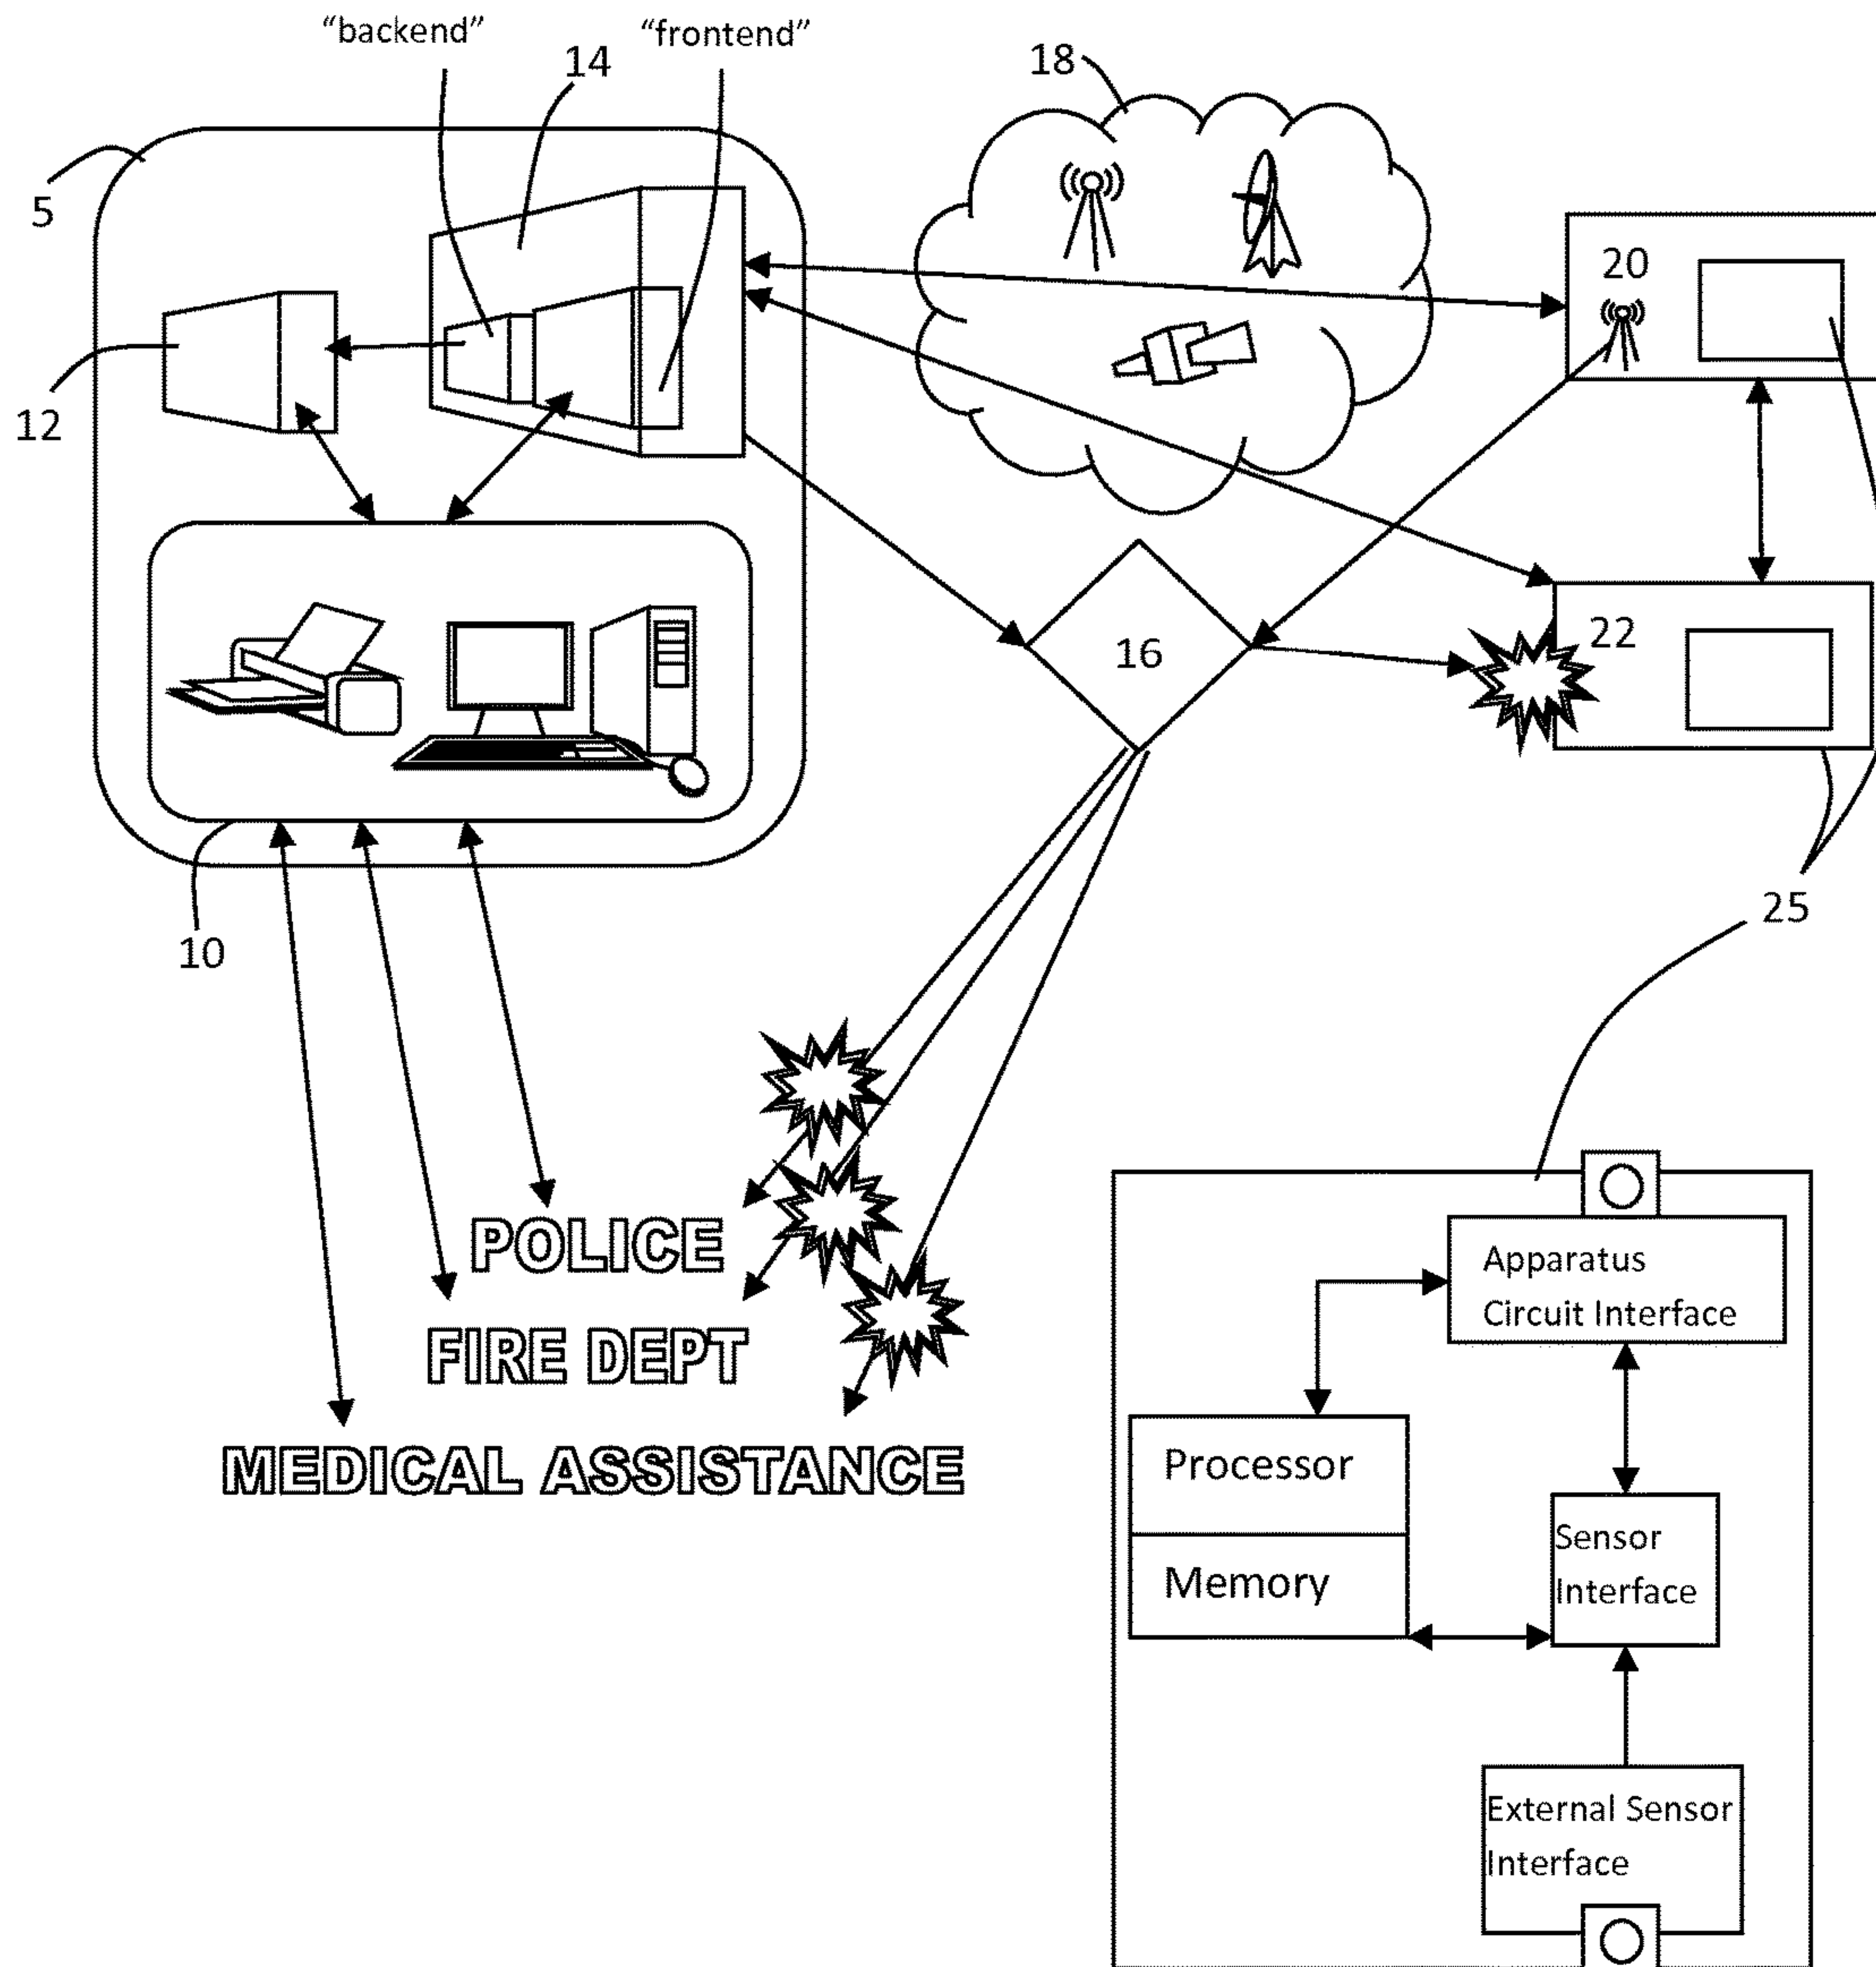 “backend”
14
“frontend”
18
5
20
12
22
16
25
10
POLICE
FIRE DEPT
MEDICAL ASSISTANCE
Apparatus
Circuit Interface
Processor
Memory
Sensor
Interface
External Sensor
Interface